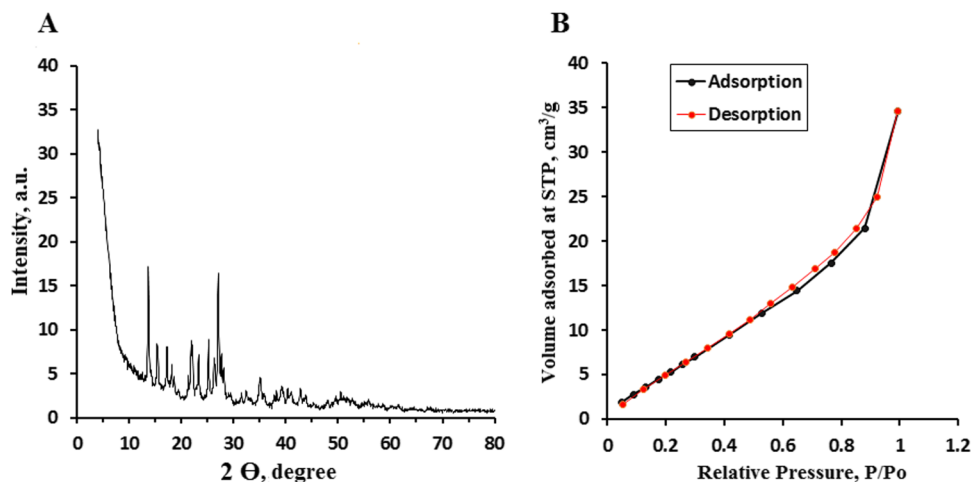 A
B
40
35
30
25
20
15
10
5
0
Intensity, a.u.
0 10 20 30 40 50 60 70 80
2 Θ, degree
40
35
30
25
20
15
10
5
0
Volume adsorbed at STP, cm³/g
Adsorption
Desorption
0 0.2 0.4 0.6 0.8 1 1.2
Relative Pressure, P/Po